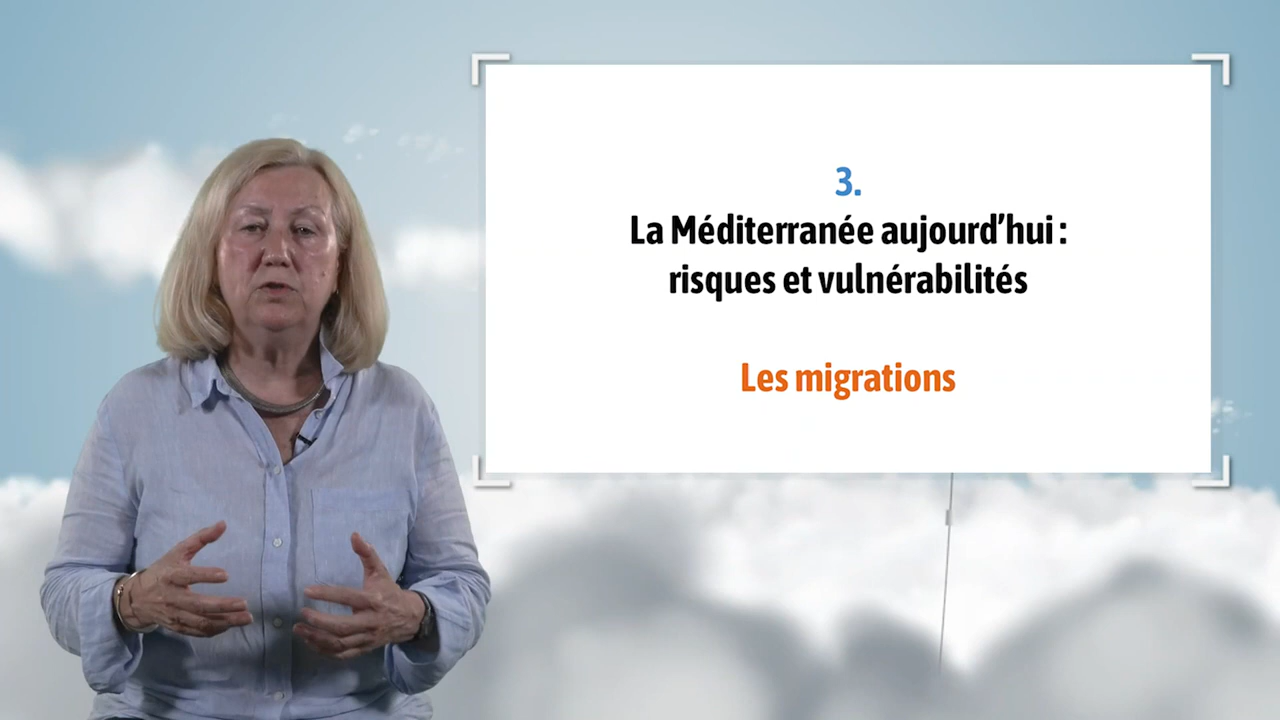 3.
La Méditerranée aujourd’hui :
risques et vulnérabilités
Les migrations